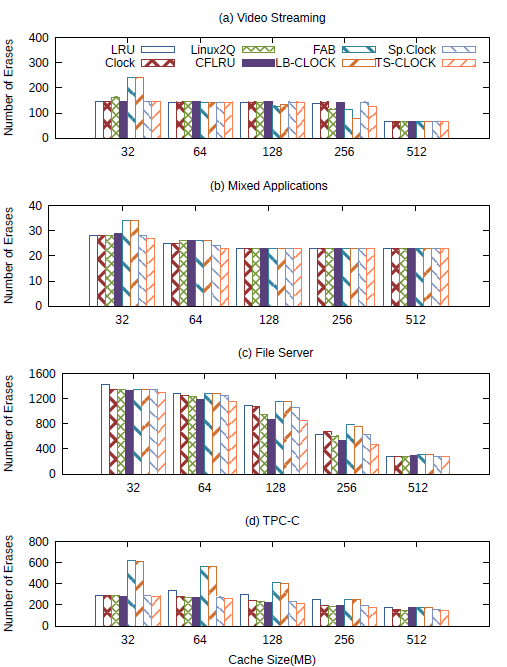 (a) Video Streaming
Number of Erases
400
300
200
100
0
LRU Linux2Q FAB Sp.Clock
Clock CFLRU LB-CLOCK TS-CLOCK
32 64 128 256 512
(b) Mixed Applications
Number of Erases
40
30
20
10
0
32 64 128 256 512
(c) File Server
Number of Erases
1600
1200
800
400
0
32 64 128 256 512
(d) TPC-C
Number of Erases
800
600
400
200
0
32 64 128 256 512
Cache Size(MB)